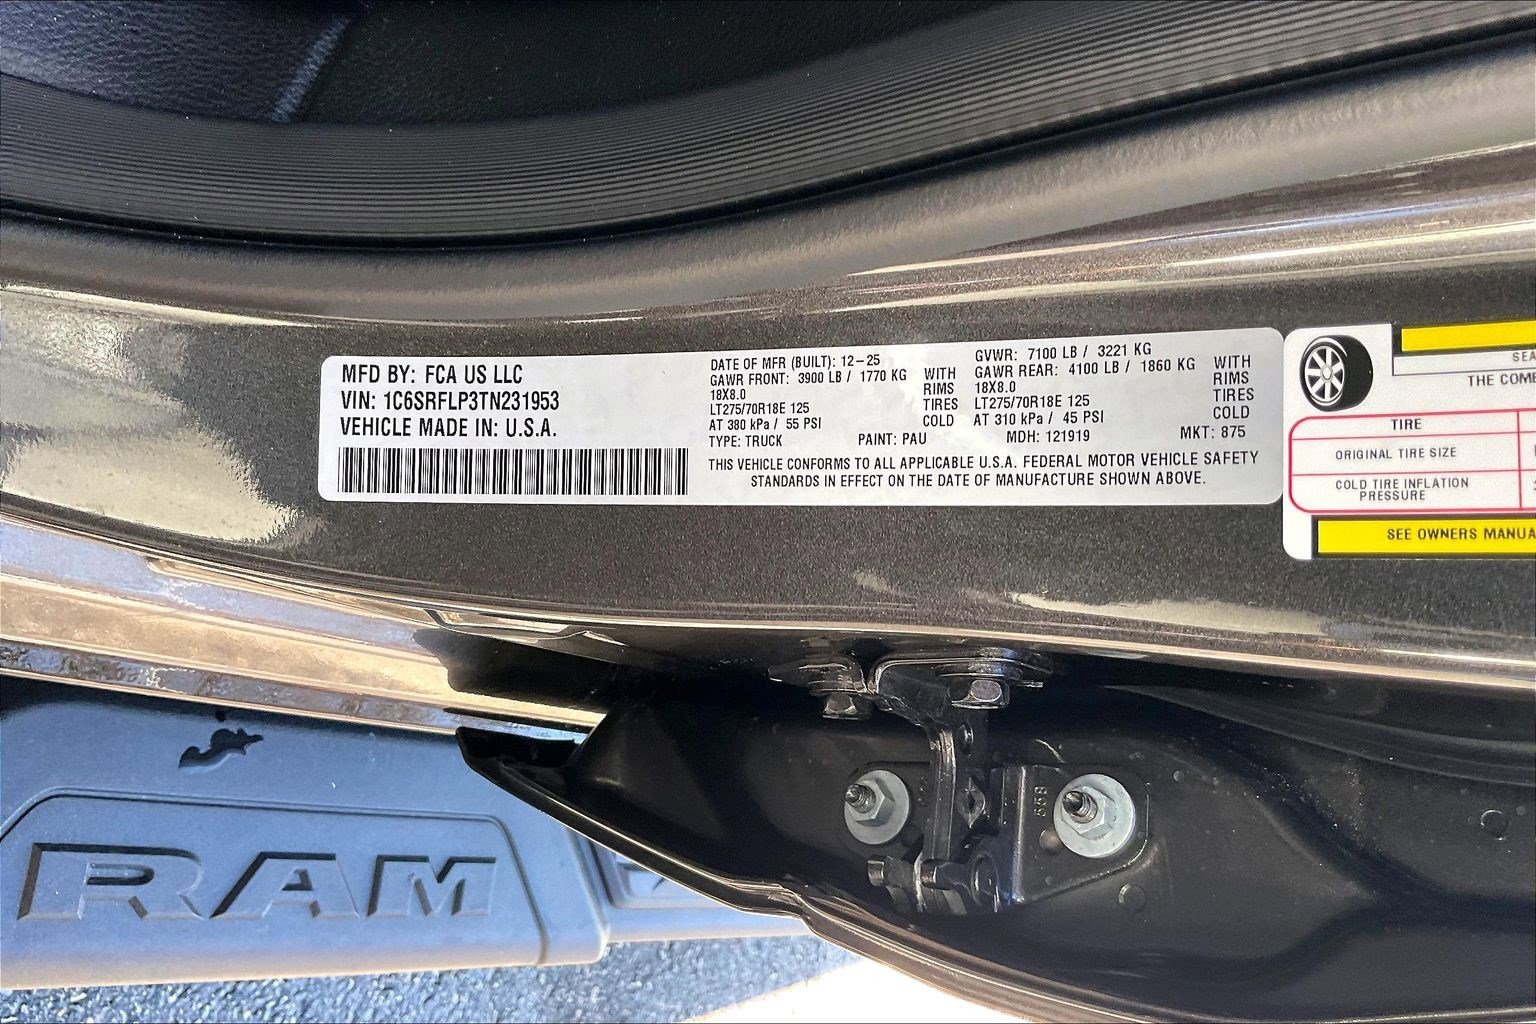 MFD BY: FCA US LLC
VIN: 1C6SRFLP3TN231953
VEHICLE MADE IN: U.S.A.
DATE OF MFR (BUILT): 12-25
GAWR FRONT: 3900 LB / 1770 KG
18X8.0
LT275/70R18E 125
AT 380 kPa / 55 PSI
WITH
RIMS
TIRES
COLD
GVWR: 7100 LB / 3221 KG
GAWR REAR: 4100 LB / 1860 KG
18X8.0
LT275/70R18E 125
AT 310 kPa / 45 PSI
WITH
RIMS
TIRES
COLD
TYPE: TRUCK PAINT: PAU MDH: 121919 MKT: 875
THIS VEHICLE CONFORMS TO ALL APPLICABLE U.S.A. FEDERAL MOTOR VEHICLE SAFETY
STANDARDS IN EFFECT ON THE DATE OF MANUFACTURE SHOWN ABOVE.
THE
TIRE
ORIGINAL TIRE SIZE
COLD TIRE INFLATION
PRESSURE
SEE OWNERS
RAM